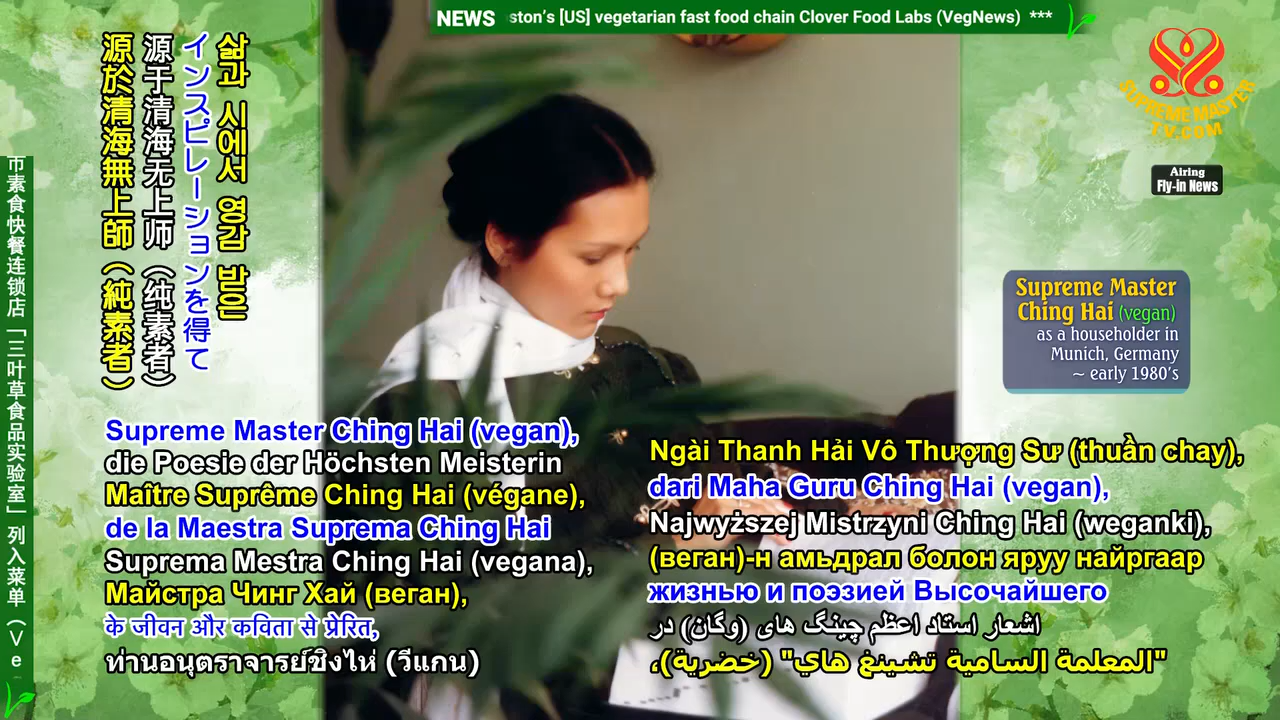 NEWS ston's [US] vegetarian fast food chain Clover Food Labs (VegNews) ***
SUPREME MASTER
TV.COM
Airing
Fly-in News
삶과 시에서 영감 받은
インスピレーションを得て
源于清海无上师（纯素者）
源於清海無上師（純素者）
市素食快餐连锁店「三叶草食品实验室」列入菜单（Ve
Supreme Master
Ching Hai (vegan)
as a householder in
Munich, Germany
~ early 1980's
Supreme Master Ching Hai (vegan),
die Poesie der Höchsten Meisterin
Maître Suprême Ching Hai (végane),
de la Maestra Suprema Ching Hai
Suprema Mestra Ching Hai (vegana),
Майстра Чинг Хай (веган),
के जीवन और कविता से प्रेरित,
ท่านอนุตราจารย์ชิงไห่ (วีแกน)
Ngài Thanh Hải Vô Thượng Sư (thuần chay),
dari Maha Guru Ching Hai (vegan),
Najwyższej Mistrzyni Ching Hai (weganki),
(веган)-н амьдрал болон яруу найргаар
жизнью и поэзией Высочайшего
اشعار استاد اعظم چینگ های (وگان) در
"المعلمة السامية تشينغ هاي" (خضرية)،